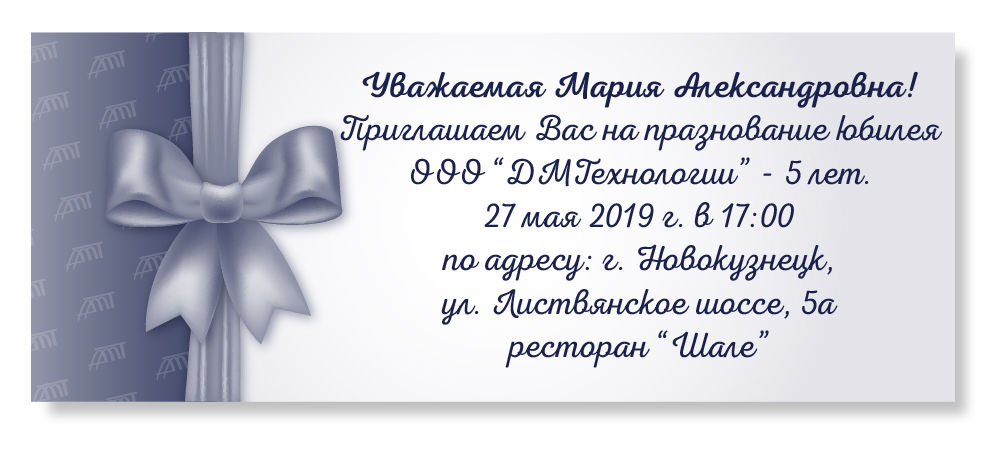 Уважаемая Мария Александровна!
Приглашаем Вас на празнование юбилея
ООО “ДМТехнологии” - 5 лет.
27 мая 2019 г. в 17:00
по адресу: г. Новокузнецк,
ул. Листвянское шоссе, 5а
ресторан “Шале”